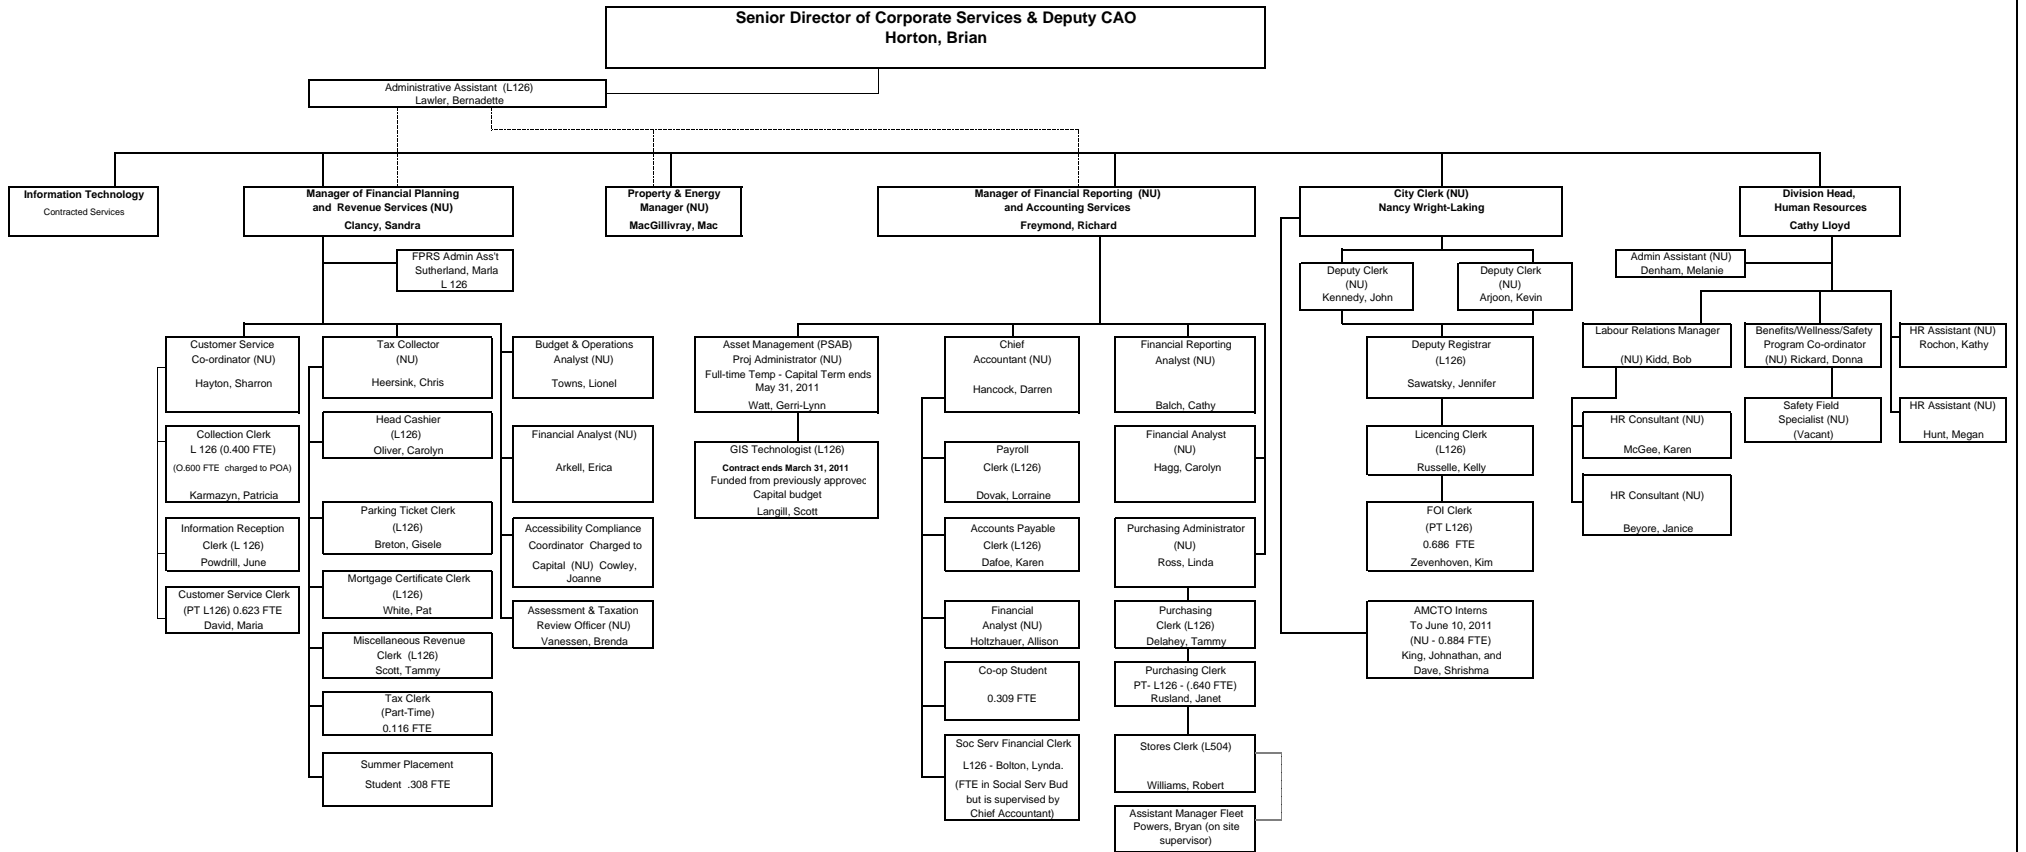 Senior Director of Corporate Services & Deputy CAO
Horton, Brian
Administrative Assistant (L126)
Lawler, Bernadette
Information Technology
Contracted Services
Manager of Financial Planning
and Revenue Services (NU)
Clancy, Sandra
Property & Energy
Manager (NU)
MacGillivray, Mac
Manager of Financial Reporting (NU)
and Accounting Services
Freymond, Richard
City Clerk (NU)
Nancy Wright-Laking
Division Head,
Human Resources
Cathy Lloyd
FPRS Admin Ass't
Sutherland, Marla
L 126
Customer Service
Co-ordinator (NU)
Hayton, Sharron
Collection Clerk
L 126 (0.400 FTE)
(O.600 FTE charged to POA)
Karmazyn, Patricia
Information Reception
Clerk (L 126)
Powdrill, June
Customer Service Clerk
(PT L126) 0.623 FTE
David, Maria
Tax Collector
(NU)
Heersink, Chris
Head Cashier
(L126)
Oliver, Carolyn
Parking Ticket Clerk
(L126)
Breton, Gisele
Mortgage Certificate Clerk
(L126)
White, Pat
Miscellaneous Revenue
Clerk (L126)
Scott, Tammy
Tax Clerk
(Part-Time)
0.116 FTE
Summer Placement
Student .308 FTE
Budget & Operations
Analyst (NU)
Towns, Lionel
Financial Analyst (NU)
Arkell, Erica
Accessibility Compliance
Coordinator Charged to
Capital (NU) Cowley,
Joanne
Assessment & Taxation
Review Officer (NU)
Vanessen, Brenda
Asset Management (PSAB)
Proj Administrator (NU)
Full-time Temp - Capital Term ends
May 31, 2011
Watt, Gerri-Lynn
GIS Technologist (L126)
Contract ends March 31, 2011
Funded from previously approved
Capital budget
Langill, Scott
Chief
Accountant (NU)
Hancock, Darren
Payroll
Clerk (L126)
Dovak, Lorraine
Accounts Payable
Clerk (L126)
Dafoe, Karen
Financial
Analyst (NU)
Holtzhauer, Allison
Co-op Student
0.309 FTE
Soc Serv Financial Clerk
L126 - Bolton, Lynda.
(FTE in Social Serv Bud
but is supervised by
Chief Accountant)
Financial Reporting
Analyst (NU)
Balch, Cathy
Financial Analyst
(NU)
Hagg, Carolyn
Purchasing Administrator
(NU)
Ross, Linda
Purchasing
Clerk (L126)
Delahey, Tammy
Purchasing Clerk
PT- L126 - (.640 FTE)
Rusland, Janet
Stores Clerk (L504)
Williams, Robert
Assistant Manager Fleet
Powers, Bryan (on site
supervisor)
Deputy Clerk
(NU)
Kennedy, John
Deputy Clerk
(NU)
Arjoon, Kevin
Deputy Registrar
(L126)
Sawatsky, Jennifer
Licencing Clerk
(L126)
Russelle, Kelly
FOI Clerk
(PT L126)
0.686 FTE
Zevenhoven, Kim
AMCTO Interns
To June 10, 2011
(NU - 0.884 FTE)
King, Johnathan, and
Dave, Shrishma
Admin Assistant (NU)
Denham, Melanie
Labour Relations Manager
(NU) Kidd, Bob
HR Consultant (NU)
McGee, Karen
HR Consultant (NU)
Beyore, Janice
Benefits/Wellness/Safety
Program Co-ordinator
(NU) Rickard, Donna
Safety Field
Specialist (NU)
(Vacant)
HR Assistant (NU)
Rochon, Kathy
HR Assistant (NU)
Hunt, Megan